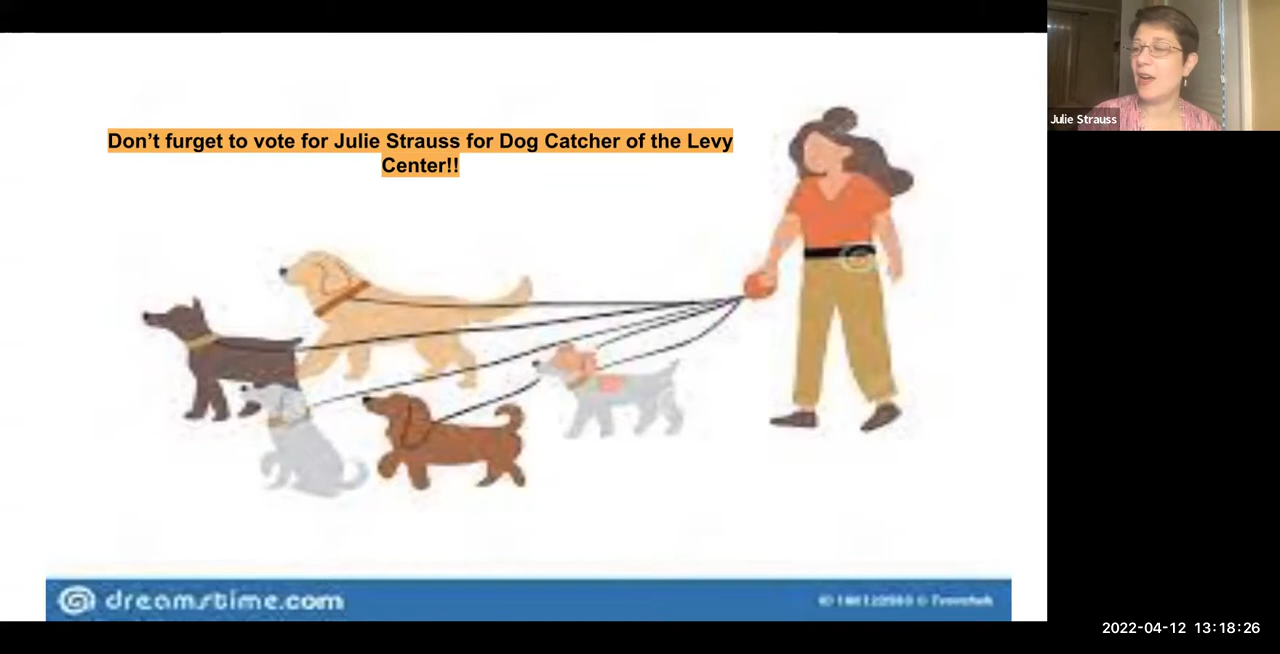 Julie Strauss
Don’t furget to vote for Julie Strauss for Dog Catcher of the Levy
Center!!
dreamstime.com
2022-04-12 13:18:26